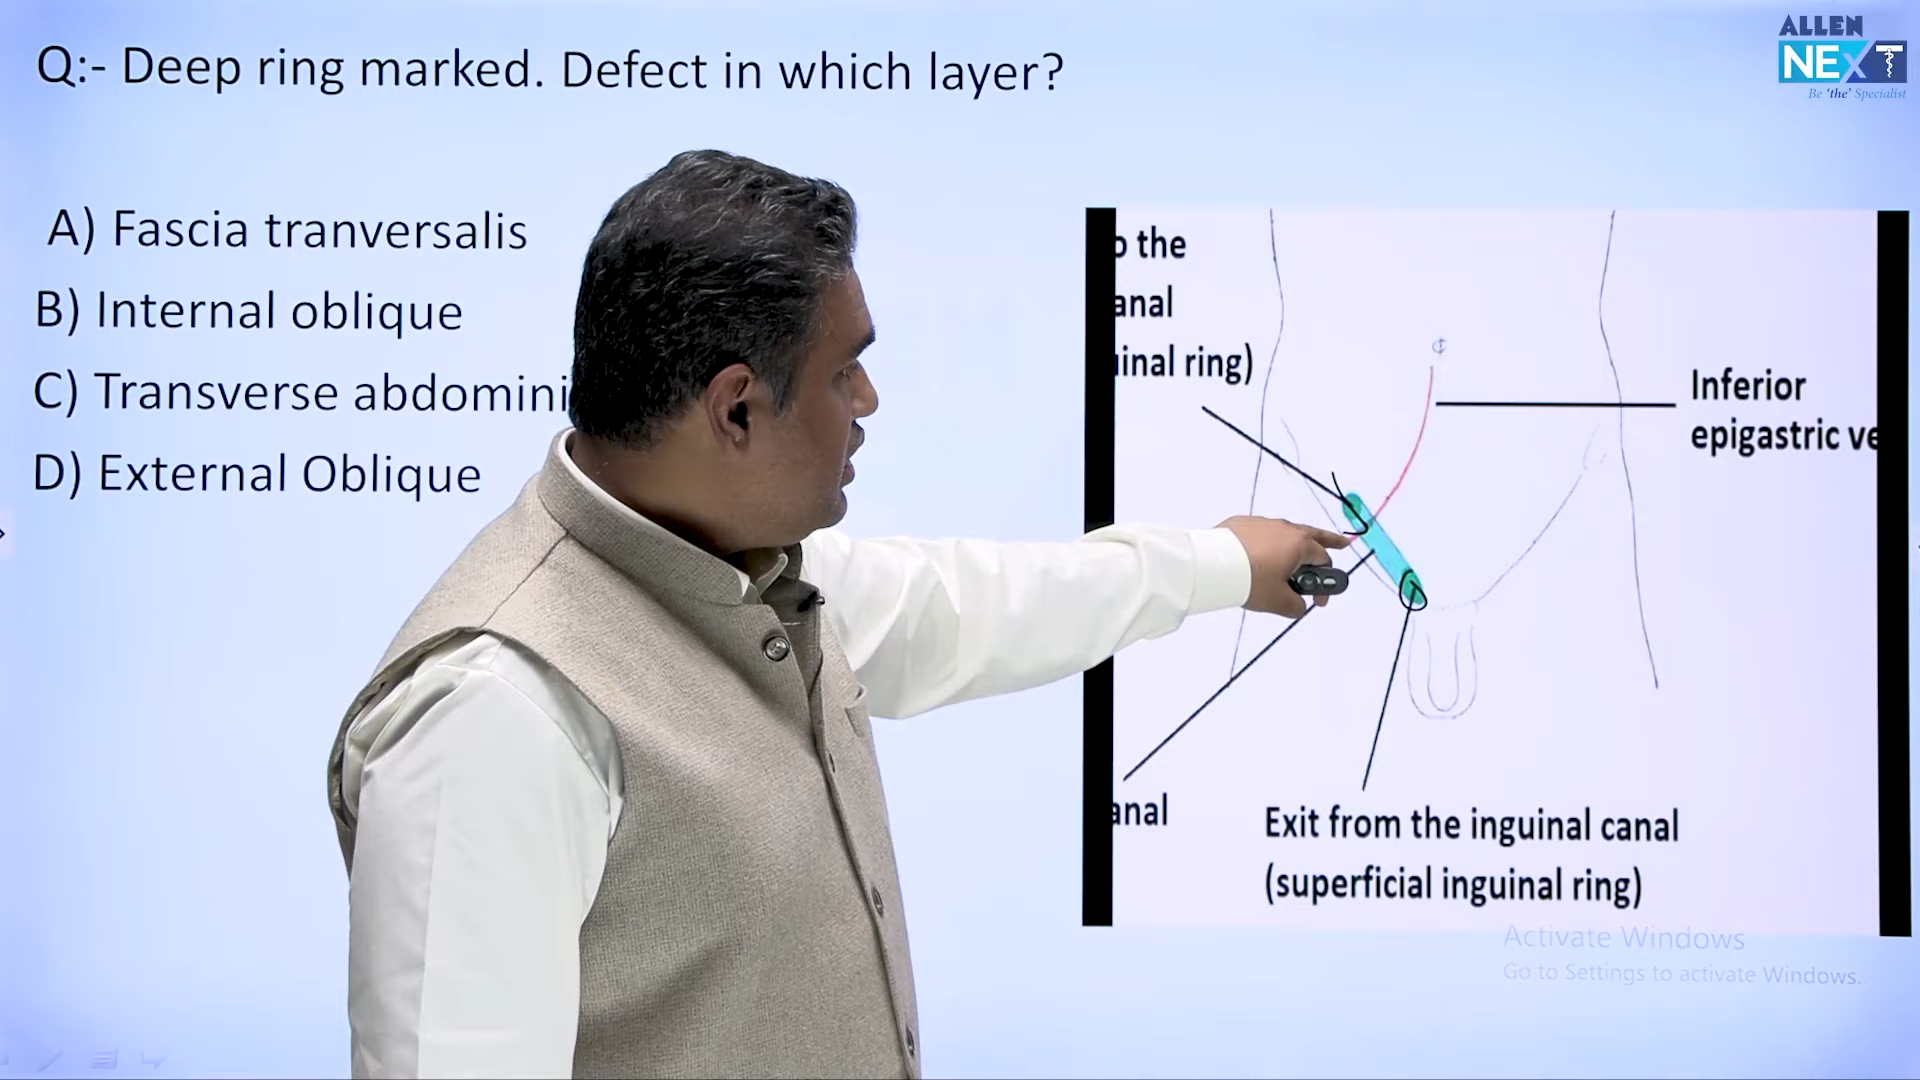 Q:- Deep ring marked. Defect in which layer?
ALLEN
NEXT
Be 'the' Specialist
A) Fascia tranversalis
B) Internal oblique
C) Transverse abdomini
D) External Oblique
o the
anal
inal ring)
Inferior
epigastric ve
anal
Exit from the inguinal canal
(superficial inguinal ring)
Activate Windows
Go to Settings to activate Windows.